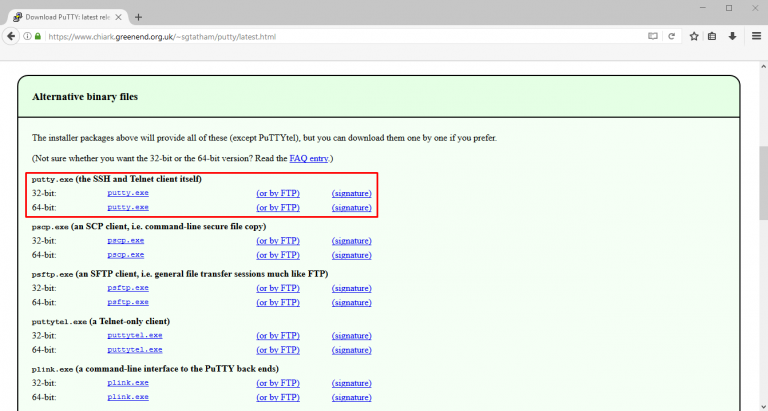 Download PuTTY: latest rele
https://www.chiark.greenend.org.uk/~sgtatham/putty/latest.html
Alternative binary files
The installer packages above will provide all of these (except PuTTYtel), but you can download them one by one if you prefer.
(Not sure whether you want the 32-bit or the 64-bit version? Read the FAQ entry.)
putty.exe (the SSH and Telnet client itself)
32-bit: putty.exe (or by FTP) (signature)
64-bit: putty.exe (or by FTP) (signature)
pscp.exe (an SCP client, i.e. command-line secure file copy)
32-bit: pscp.exe (or by FTP) (signature)
64-bit: pscp.exe (or by FTP) (signature)
psftp.exe (an SFTP client, i.e. general file transfer sessions much like FTP)
32-bit: psftp.exe (or by FTP) (signature)
64-bit: psftp.exe (or by FTP) (signature)
puttytel.exe (a Telnet-only client)
32-bit: puttytel.exe (or by FTP) (signature)
64-bit: puttytel.exe (or by FTP) (signature)
plink.exe (a command-line interface to the PuTTY back ends)
32-bit: plink.exe (or by FTP) (signature)
64-bit: plink.exe (or by FTP) (signature)